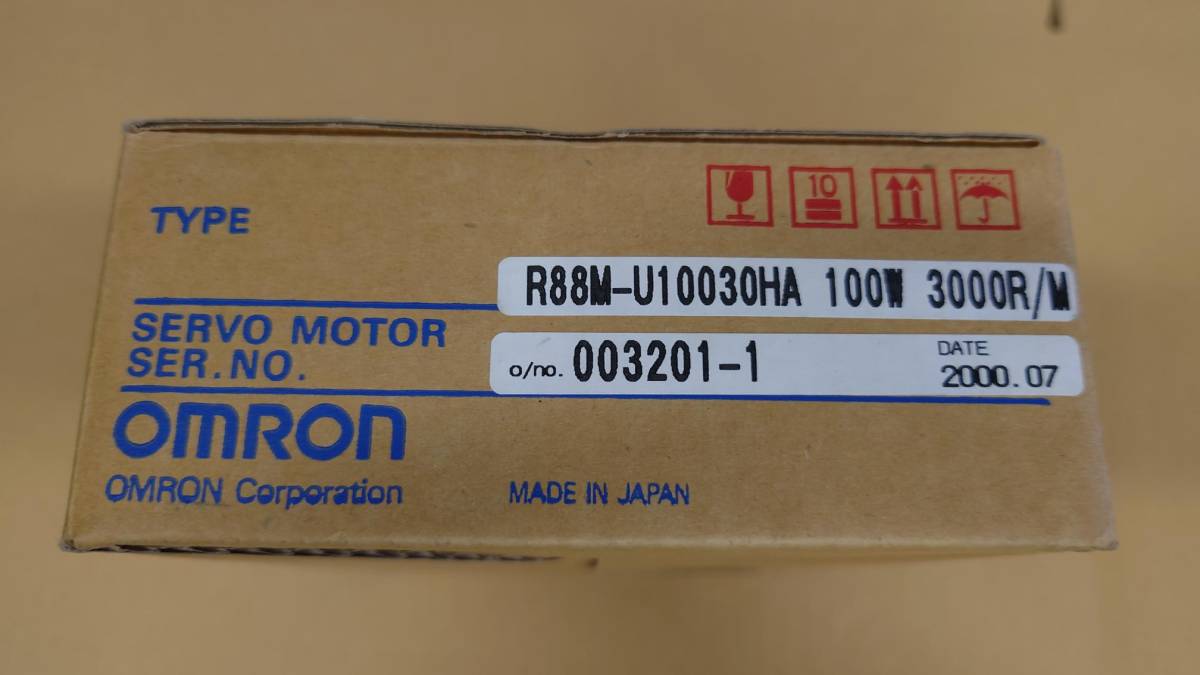 TYPE
10
R88M-U10030HA 100W 3000R/M
SERVO MOTOR
SER.NO.
o/no. 003201-1
DATE
2000.07
OMRON
OMRON Corporation
MADE IN JAPAN